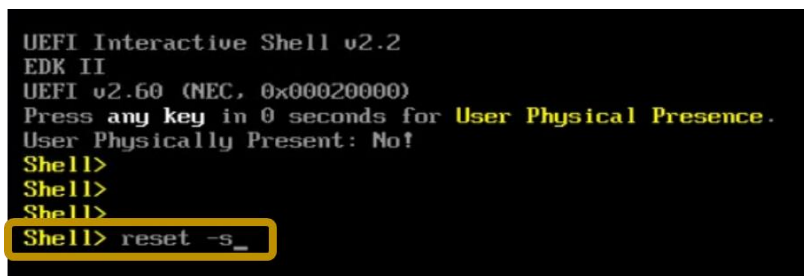 UEFI Interactive Shell v2.2
EDK II
UEFI v2.60 (NEC, 0x00020000)
Press any key in 0 seconds for User Physical Presence.
User Physically Present: No!
Shell>
Shell>
Shell>
Shell> reset -s_